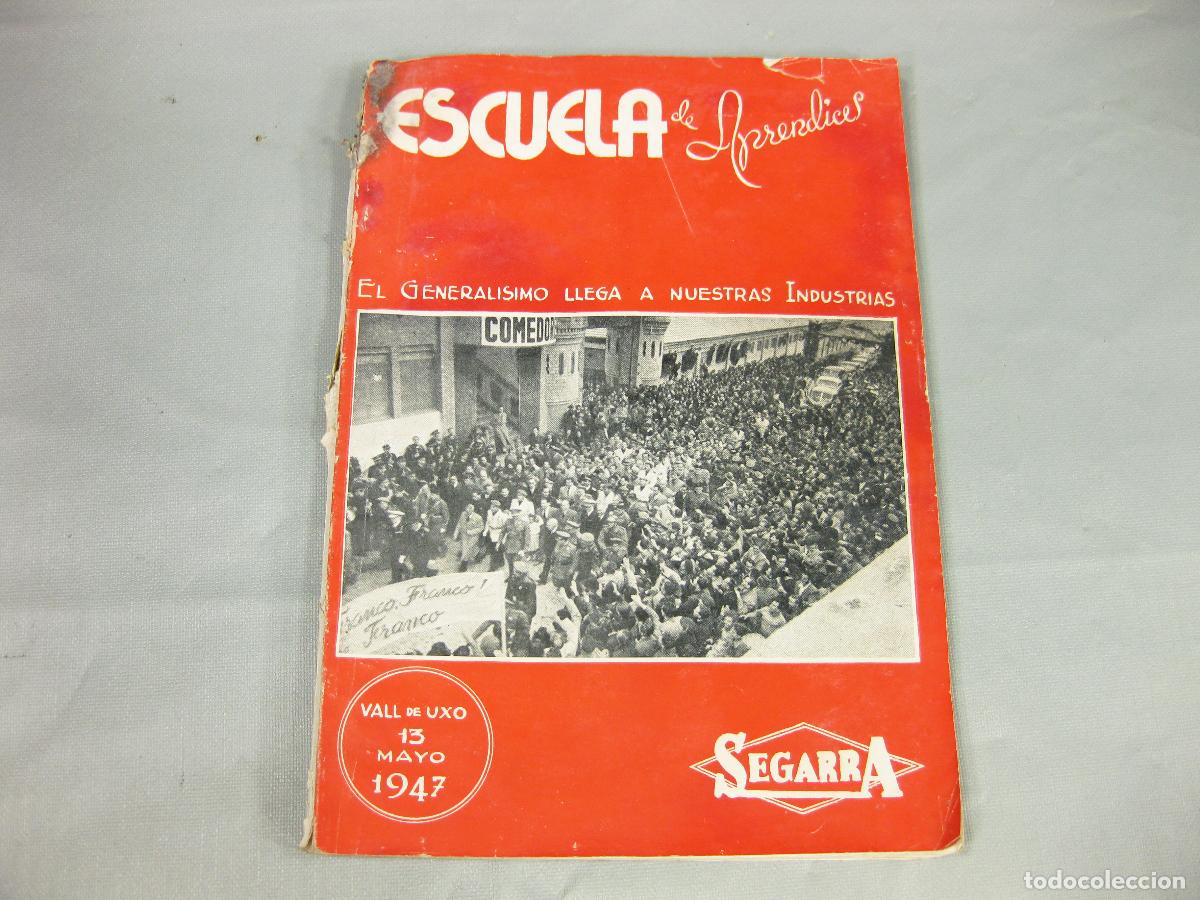 ESCUELA de Aprendices
EL GENERALISIMO LLEGA A NUESTRAS INDUSTRIAS
COMEDOR
Franco, Franco!
Franco
VALL DE UXO
13
MAYO
1947
SEGARRA
todocoleccion